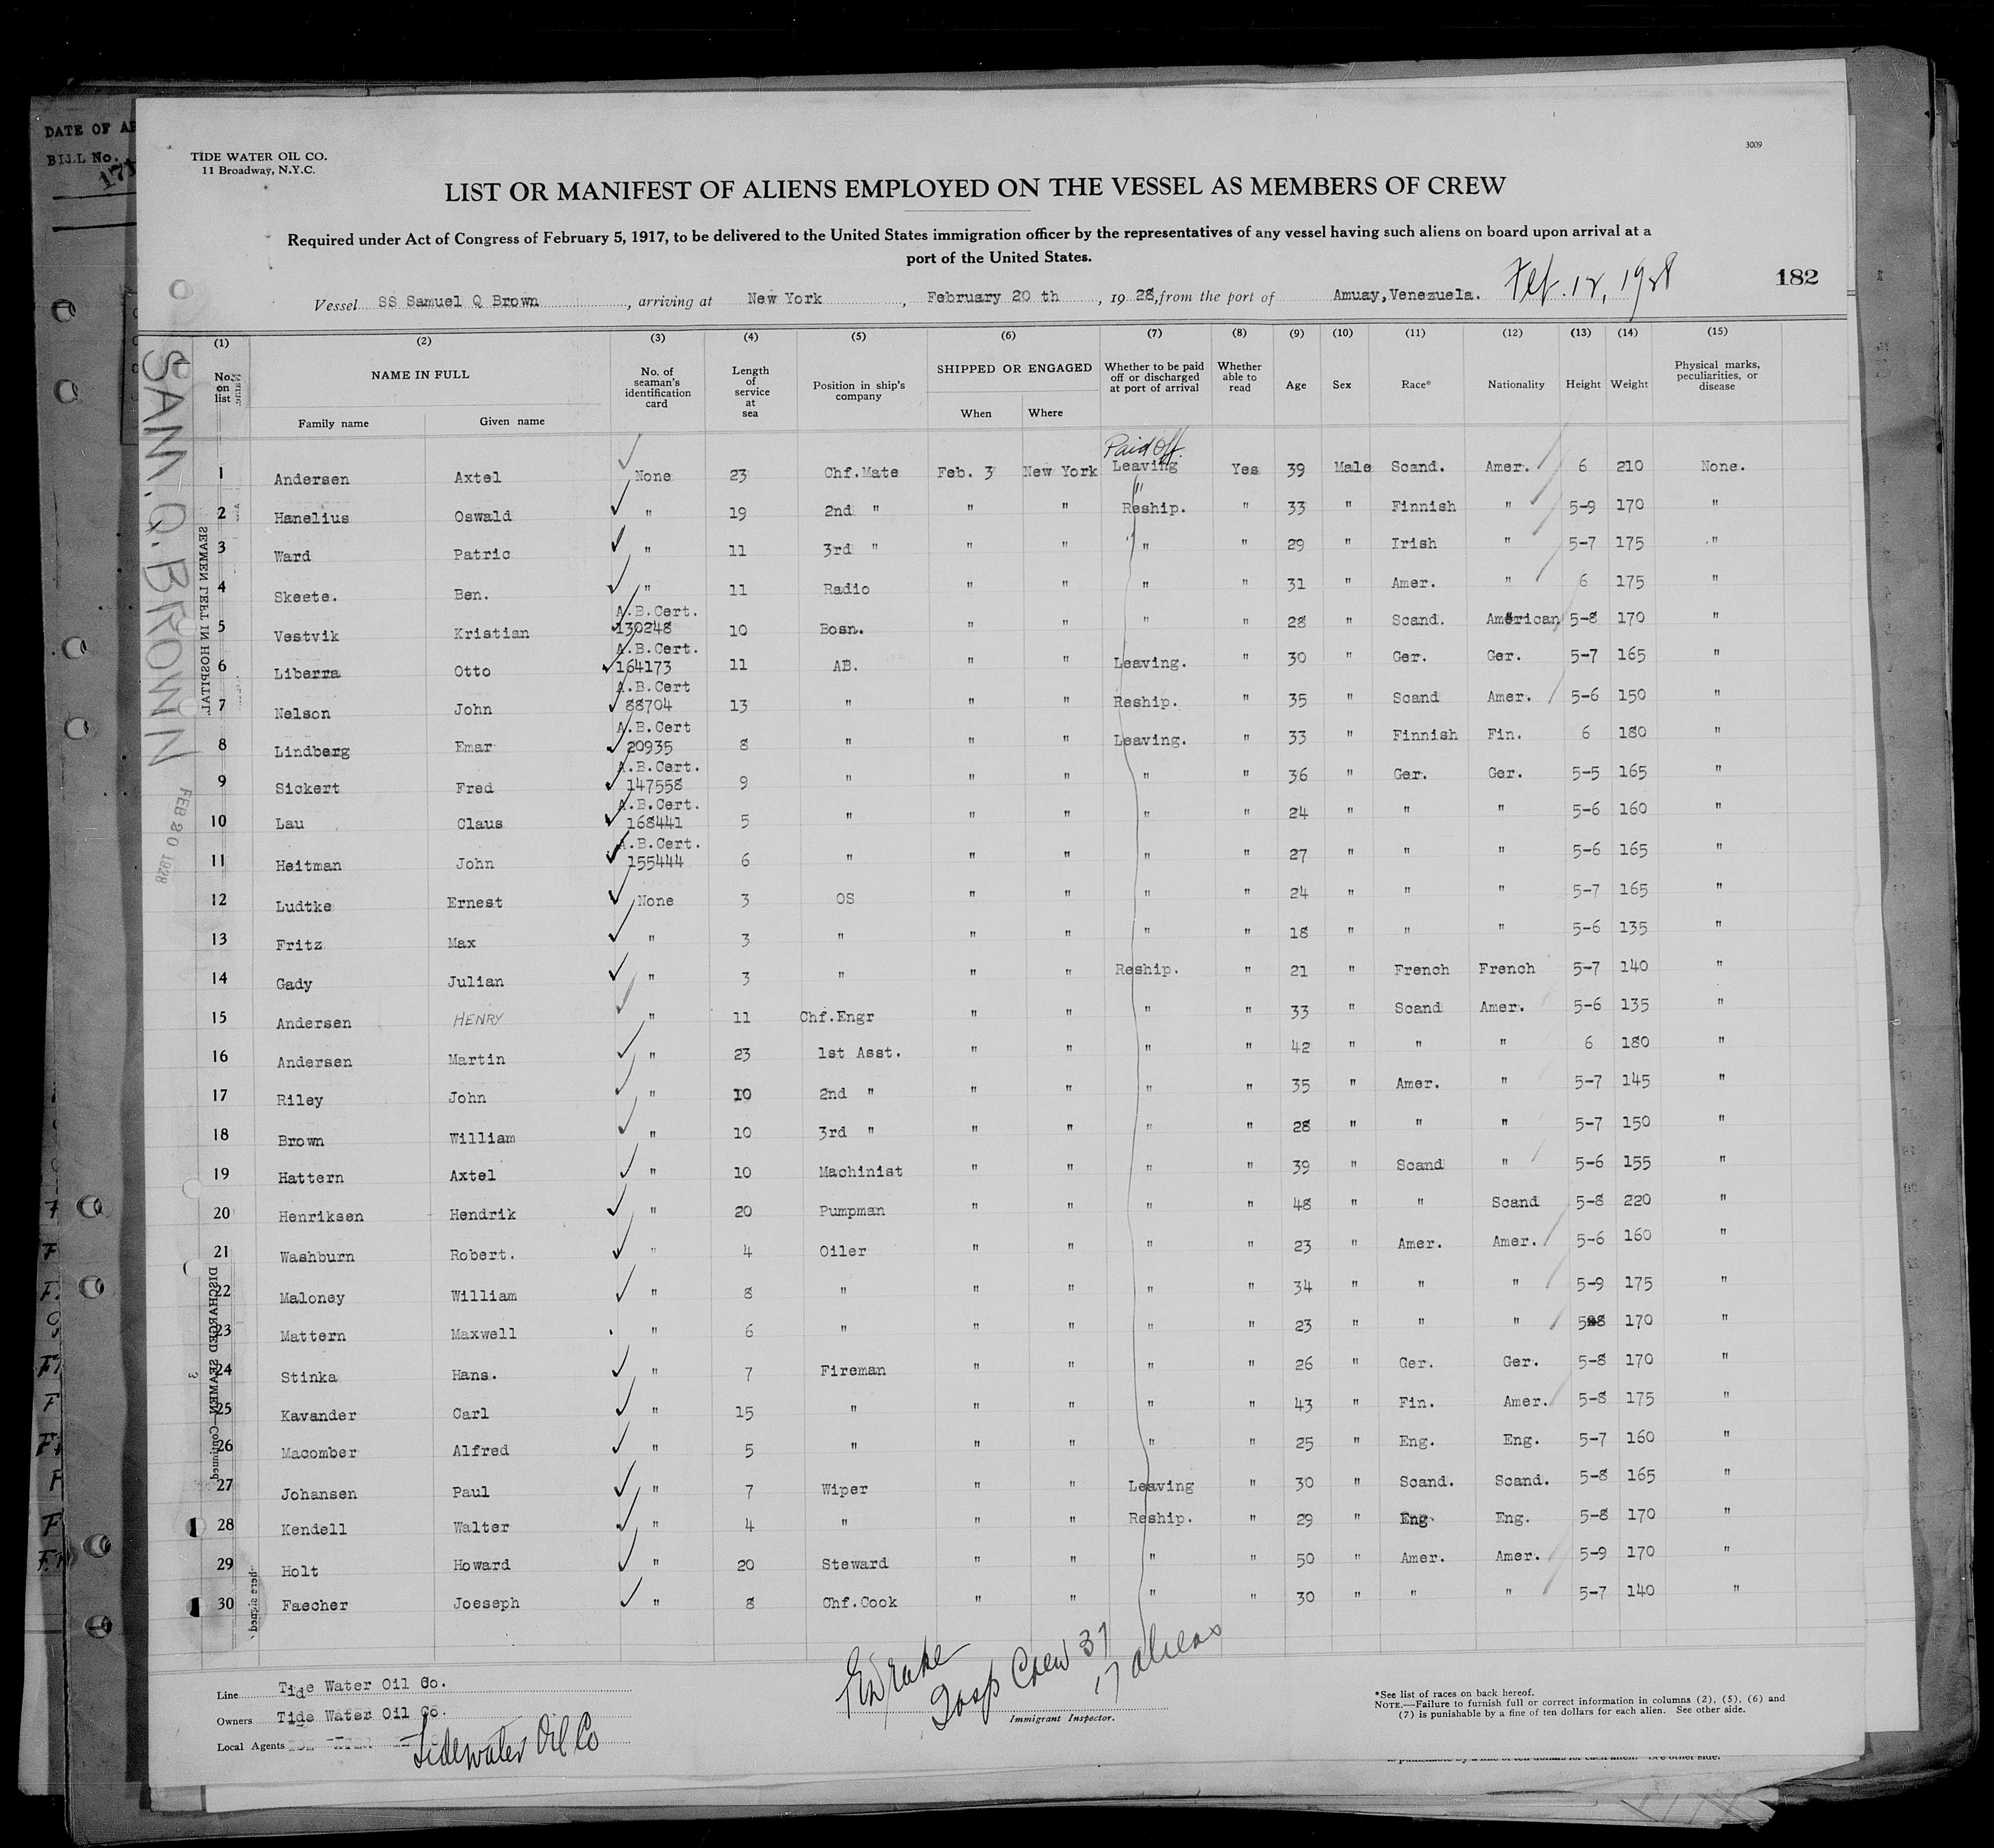 DATE OF AR
BILL No.
171
TIDE WATER OIL CO.
11 Broadway, N.Y.C.
3009
LIST OR MANIFEST OF ALIENS EMPLOYED ON THE VESSEL AS MEMBERS OF CREW
Required under Act of Congress of February 5, 1917, to be delivered to the United States immigration officer by the representatives of any vessel having such aliens on board upon arrival at a
port of the United States.
Feb. 12, 1928
182
Vessel SS Samuel Q Brown, arriving at New York, February 20 th, 1928, from the port of Amuay, Venezuela.
(1) (2) (3) (4) (5) (6) (7) (8) (9) (10) (11) (12) (13) (14) (15)
No. on list NAME IN FULL Family name Given name No. of seaman's identification card Length of service at sea Position in ship's company SHIPPED OR ENGAGED When Where Whether to be paid off or discharged at port of arrival Whether able to read Age Sex Race* Nationality Height Weight Physical marks, peculiarities, or disease
Paid off
1 Andersen Axtel None 23 Chf.Mate Feb. 3 New York Leaving Yes 39 Male Scand. Amer. 6 210 None.
2 Hanelius Oswald " 19 2nd " " " Reship. " 33 " Finnish " 5-9 170 "
3 Ward Patric " 11 3rd " " " " " 29 " Irish " 5-7 175 "
4 Skeete. Ben. " 11 Radio " " " " 31 " Amer. " 6 175 "
5 Vestvik Kristian A.B.Cert. 130248 10 Bosn. " " " " 28 " Scand. American 5-8 170 "
6 Liberra Otto A.B.Cert. 164173 11 AB. " " Leaving. " 30 " Ger. Ger. 5-7 165 "
7 Nelson John A.B.Cert 88704 13 " " " Reship. " 35 " Scand Amer. 5-6 150 "
8 Lindberg Emar A.B.Cert 20935 8 " " " Leaving. " 33 " Finnish Fin. 6 180 "
9 Sickert Fred A.B.Cert. 147558 9 " " " " " 36 " Ger. Ger. 5-5 165 "
10 Lau Claus A.B.Cert. 168441 5 " " " " " 24 " " " 5-6 160 "
11 Heitman John A.B.Cert. 155444 6 " " " " " 27 " " " 5-6 165 "
12 Ludtke Ernest None 3 OS " " " " 24 " " " 5-7 165 "
13 Fritz Max " 3 " " " " " 18 " " " 5-6 135 "
14 Gady Julian " 3 " " " Reship. " 21 " French French 5-7 140 "
15 Andersen HENRY " 11 Chf.Engr " " " " 33 " Scand Amer. 5-6 135 "
16 Andersen Martin " 23 1st Asst. " " " " 42 " " " 6 180 "
17 Riley John " 10 2nd " " " " " 35 " Amer. " 5-7 145 "
18 Brown William " 10 3rd " " " " " 28 " " " 5-7 150 "
19 Hattern Axtel " 10 Machinist " " " " 39 " Scand " 5-6 155 "
20 Henriksen Hendrik " 20 Pumpman " " " " 48 " " Scand 5-8 220 "
21 Washburn Robert. " 4 Oiler " " " " 23 " Amer. Amer. 5-6 160 "
22 Maloney William " 8 " " " " " 34 " " " 5-9 175 "
23 Mattern Maxwell " 6 " " " " " 23 " " " 170 "
24 Stinka Hans. " 7 Fireman " " " " 26 " Ger. Ger. 5-8 170 "
25 Kavander Carl " 15 " " " " " 43 " Fin. Amer. 5-8 175 "
26 Macomber Alfred " 5 " " " " " 25 " Eng. Eng. 5-7 160 "
27 Johansen Paul " 7 Wiper " " Leaving " 30 " Scand. Scand. 5-8 165 "
28 Kendell Walter " 4 " " " Reship. " 29 " Eng. Eng. 5-8 170 "
29 Holt Howard " 20 Steward " " " " 50 " Amer. Amer. 5-9 170 "
30 Faecher Joeseph " 8 Chf.Cook " " " " 30 " " " 5-7 140 "
SAM. Q. BROWN
FEB 20 1928
SEAMEN LEFT IN HOSPITAL
DISCHARGED SEAMEN—Continued
3
Line Tide Water Oil Co.
Owners Tide Water Oil Co.
Local Agents Tidewater Oil Co
Insp Crew 37
17 aliens
Immigrant Inspector.
*See list of races on back hereof.
NOTE.—Failure to furnish full or correct information in columns (2), (5), (6) and
(7) is punishable by a fine of ten dollars for each alien. See other side.